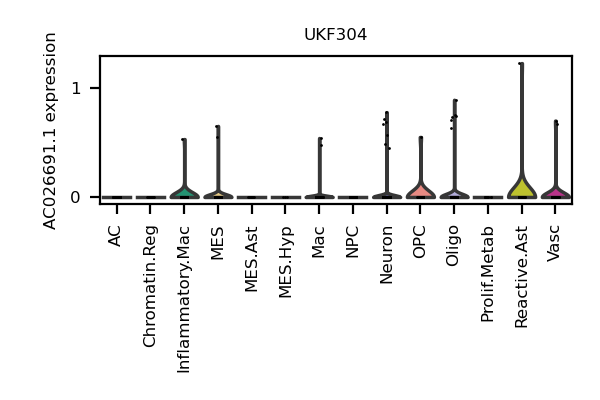 UKF304
AC026691.1 expression
1
0
AC
Chromatin.Reg
Inflammatory.Mac
MES
MES.Ast
MES.Hyp
Mac
NPC
Neuron
OPC
Oligo
Prolif.Metab
Reactive.Ast
Vasc